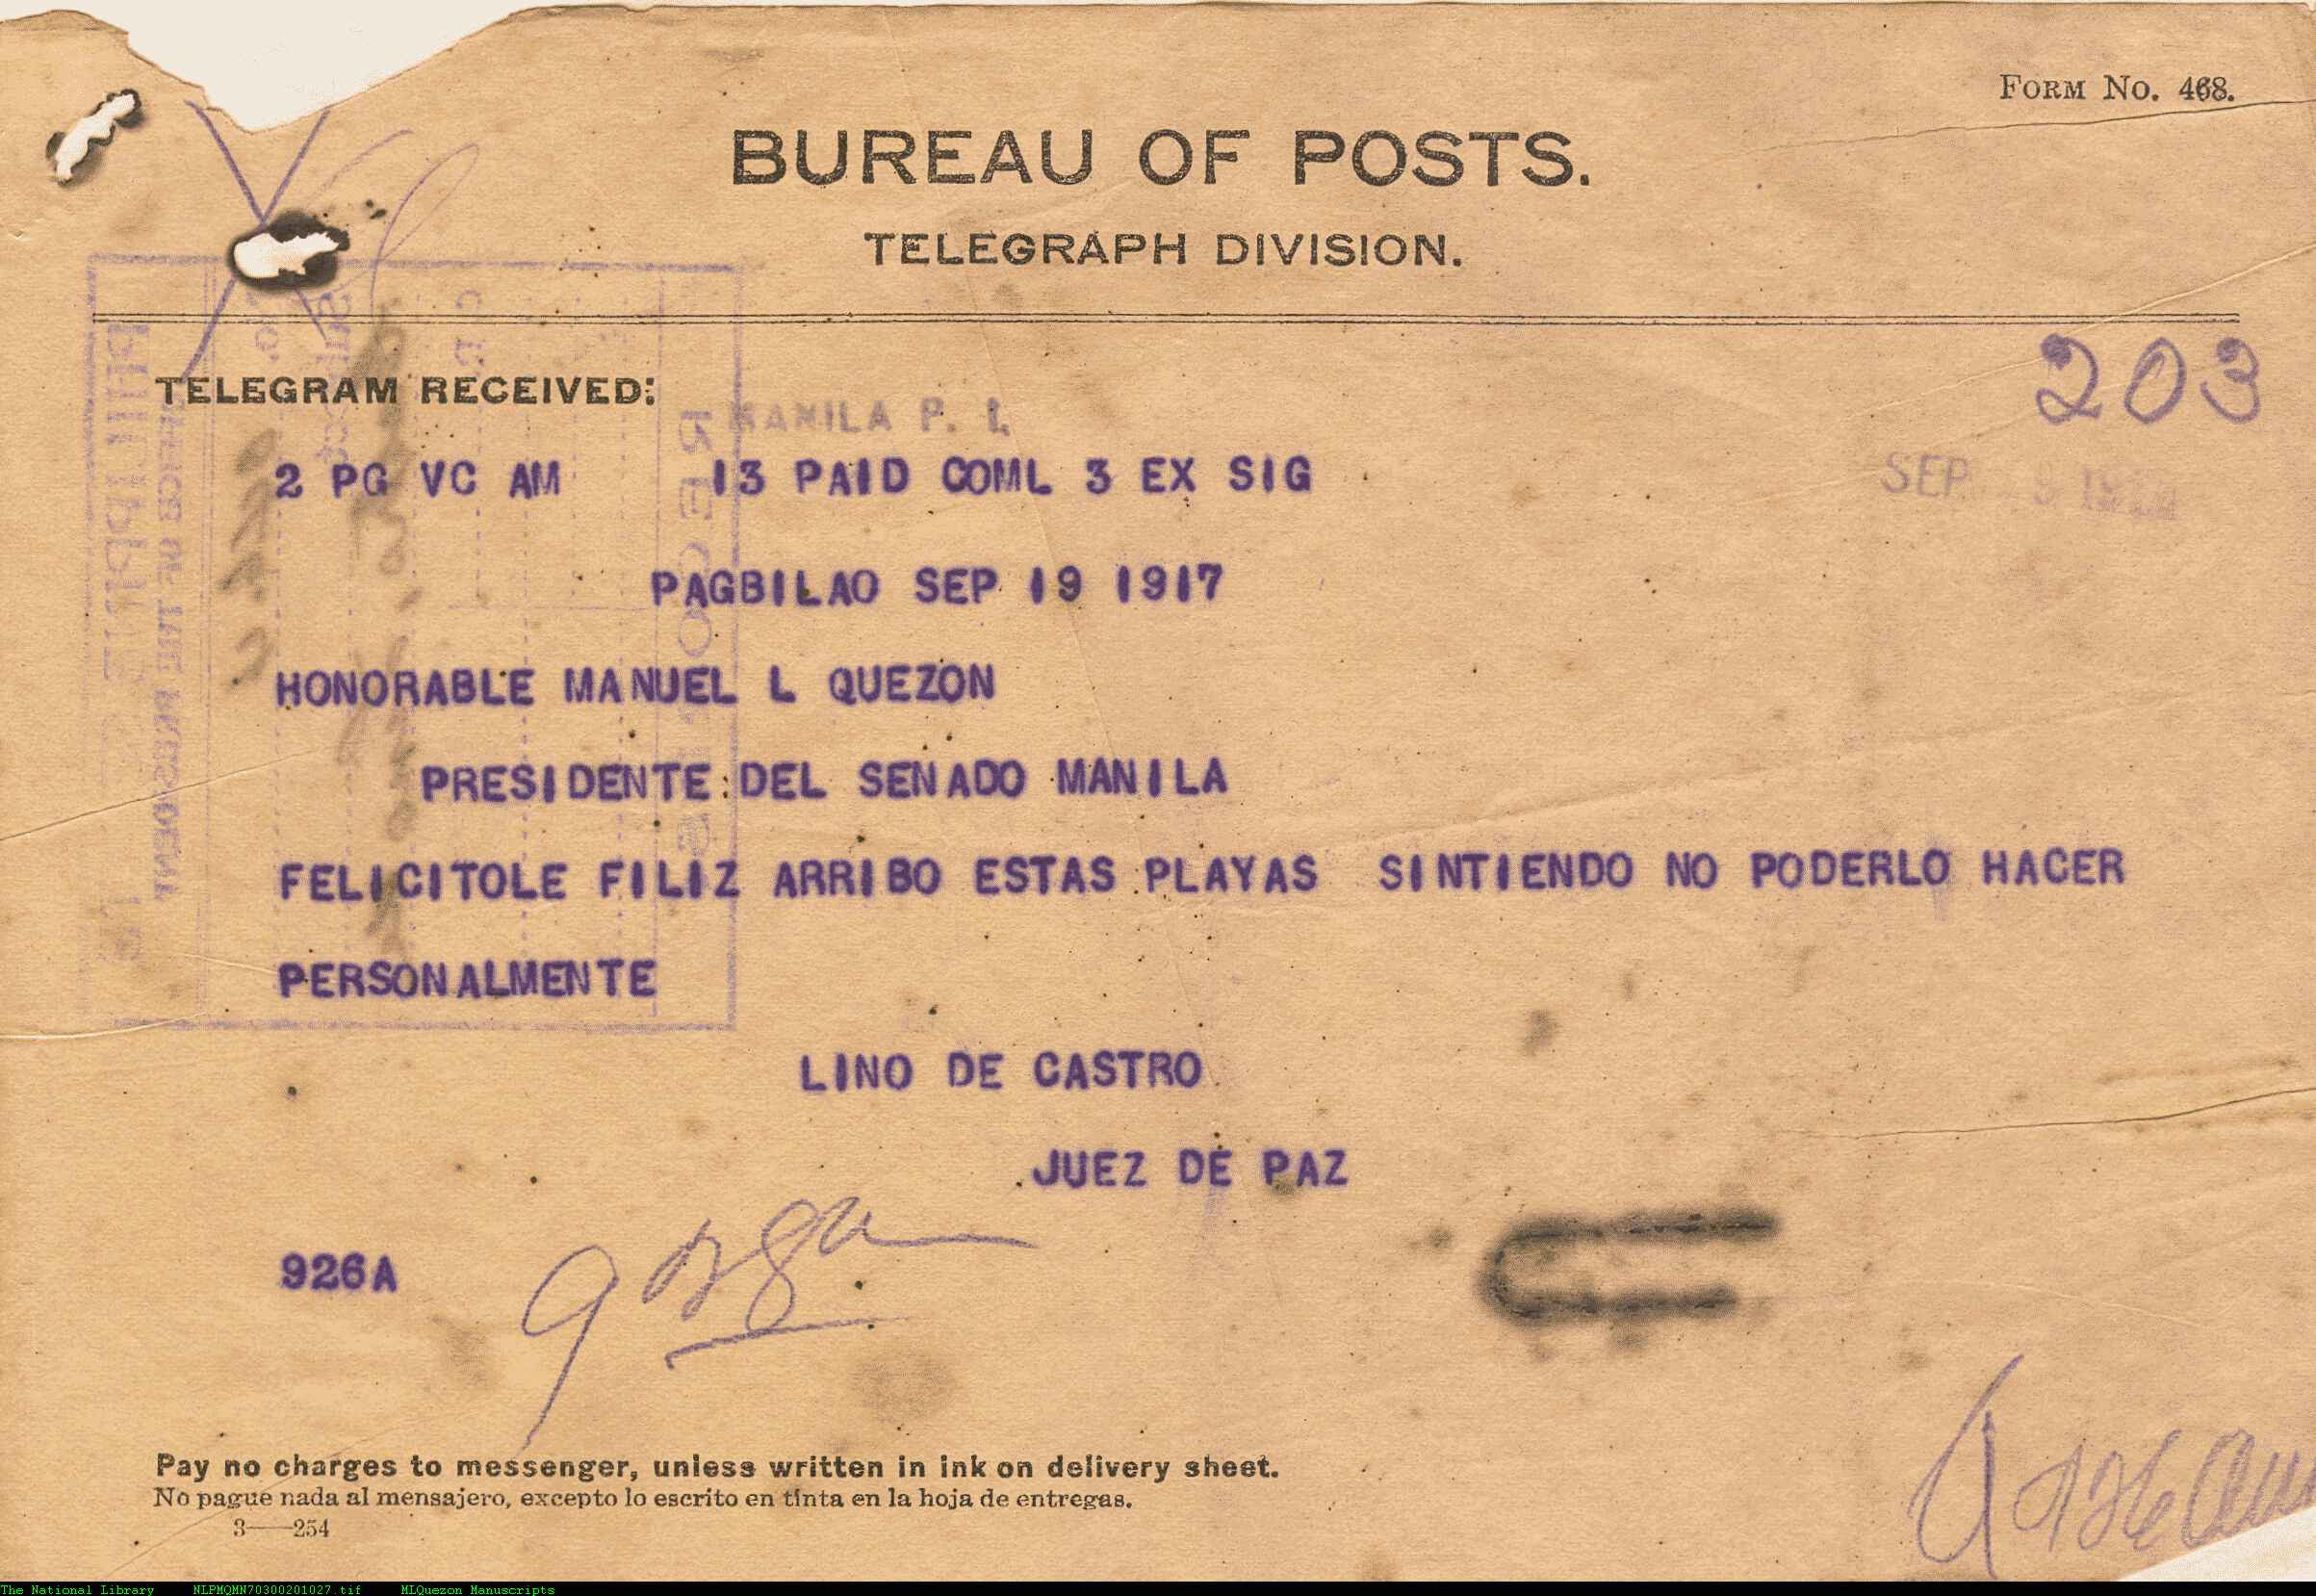 FORM No. 468.
BUREAU OF POSTS.
TELEGRAPH DIVISION.
203
TELEGRAM RECEIVED:
MANILA P. I.
SEP
2 PG VC AM 13 PAID COML 3 EX SIG
PAGBILAO SEP 19 1917
HONORABLE MANUEL L QUEZON
PRESIDENTE DEL SENADO MANILA
FELICITOLE FILIZ ARRIBO ESTAS PLAYAS SINTIENDO NO PODERLO HACER
PERSONALMENTE
LINO DE CASTRO
JUEZ DE PAZ
926A
Pay no charges to messenger, unless written in ink on delivery sheet.
No pague nada al mensajero, excepto lo escrito en tinta en la hoja de entregas.
3—254
The National Library NLPMQMN70300201027.tif MLQuezon Manuscripts